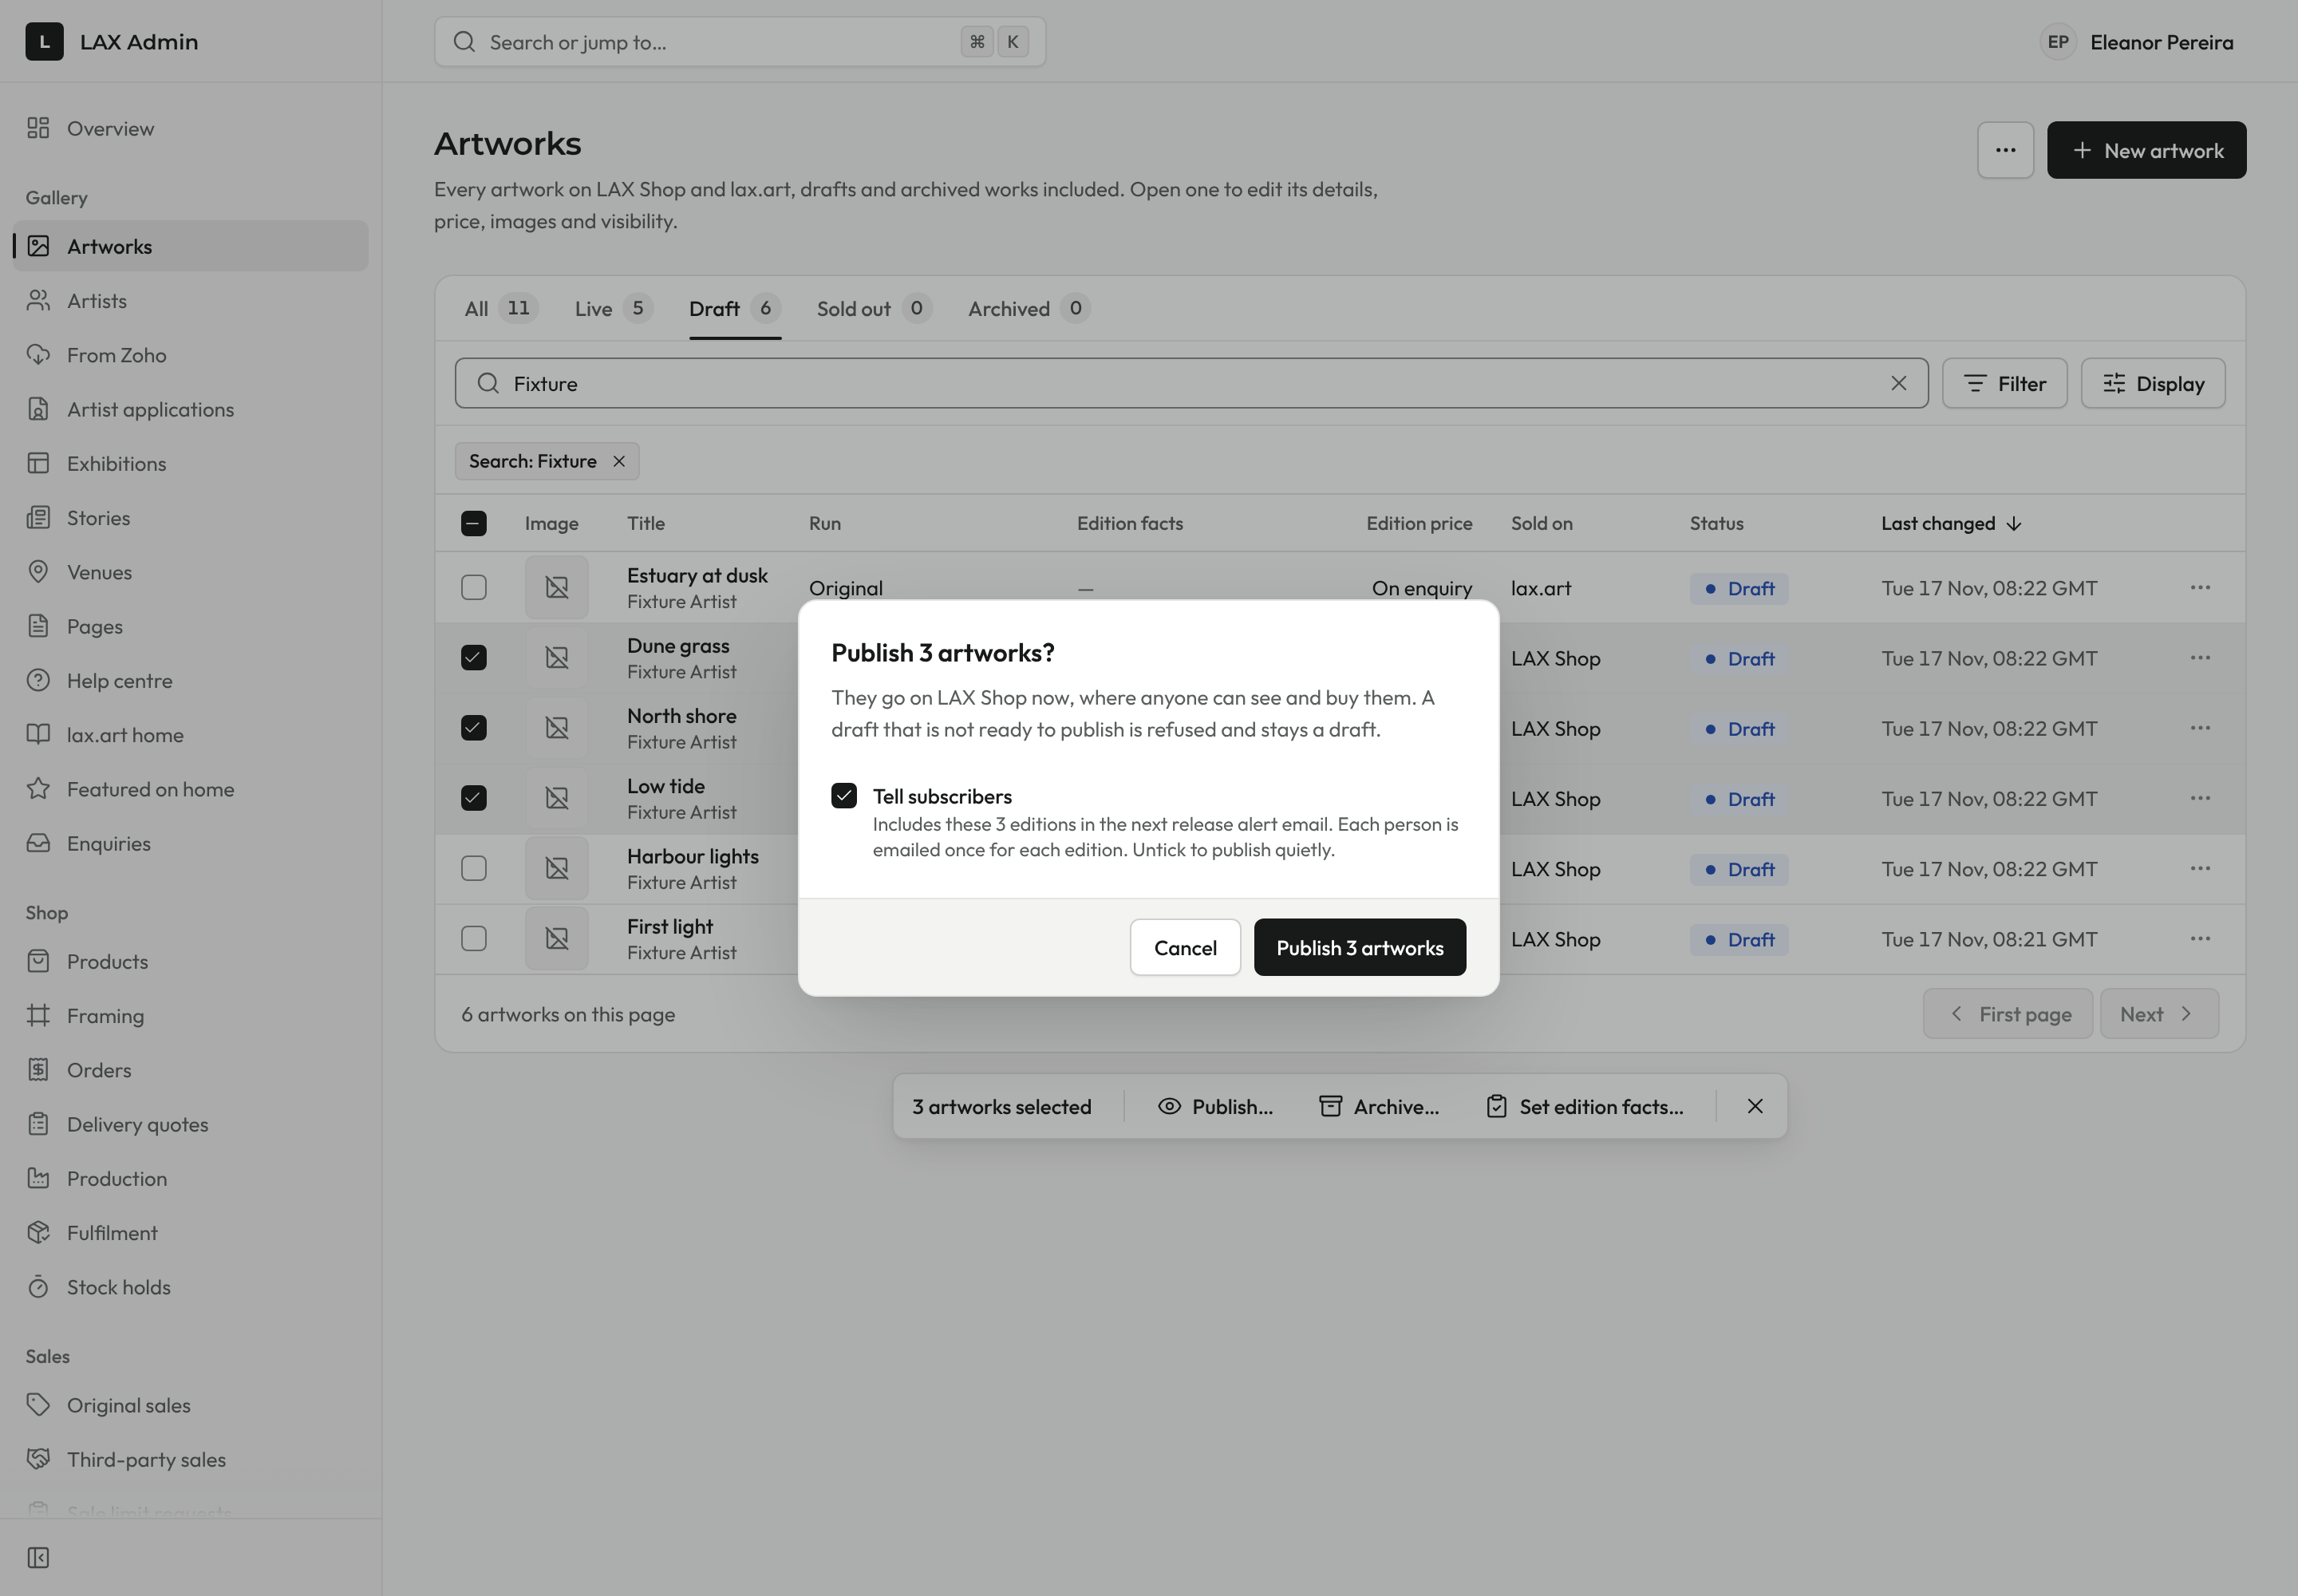 L LAX Admin
Search or jump to... ⌘ K
EP Eleanor Pereira
Overview
Gallery
Artworks
Artists
From Zoho
Artist applications
Exhibitions
Stories
Venues
Pages
Help centre
lax.art home
Featured on home
Enquiries
Shop
Products
Framing
Orders
Delivery quotes
Production
Fulfilment
Stock holds
Sales
Original sales
Third-party sales
Sale limit requests
Artworks
Every artwork on LAX Shop and lax.art, drafts and archived works included. Open one to edit its details,
price, images and visibility.
New artwork
All 11 Live 5 Draft 6 Sold out 0 Archived 0
Fixture
Filter Display
Search: Fixture
Image Title Run Edition facts Edition price Sold on Status Last changed
Estuary at dusk
Fixture Artist
Original — On enquiry lax.art Draft Tue 17 Nov, 08:22 GMT
Dune grass
Fixture Artist
LAX Shop Draft Tue 17 Nov, 08:22 GMT
North shore
Fixture Artist
LAX Shop Draft Tue 17 Nov, 08:22 GMT
Low tide
Fixture Artist
LAX Shop Draft Tue 17 Nov, 08:22 GMT
Harbour lights
Fixture Artist
LAX Shop Draft Tue 17 Nov, 08:22 GMT
First light
Fixture Artist
LAX Shop Draft Tue 17 Nov, 08:21 GMT
6 artworks on this page
First page Next
Publish 3 artworks?
They go on LAX Shop now, where anyone can see and buy them. A
draft that is not ready to publish is refused and stays a draft.
Tell subscribers
Includes these 3 editions in the next release alert email. Each person is
emailed once for each edition. Untick to publish quietly.
Cancel Publish 3 artworks
3 artworks selected Publish... Archive... Set edition facts...